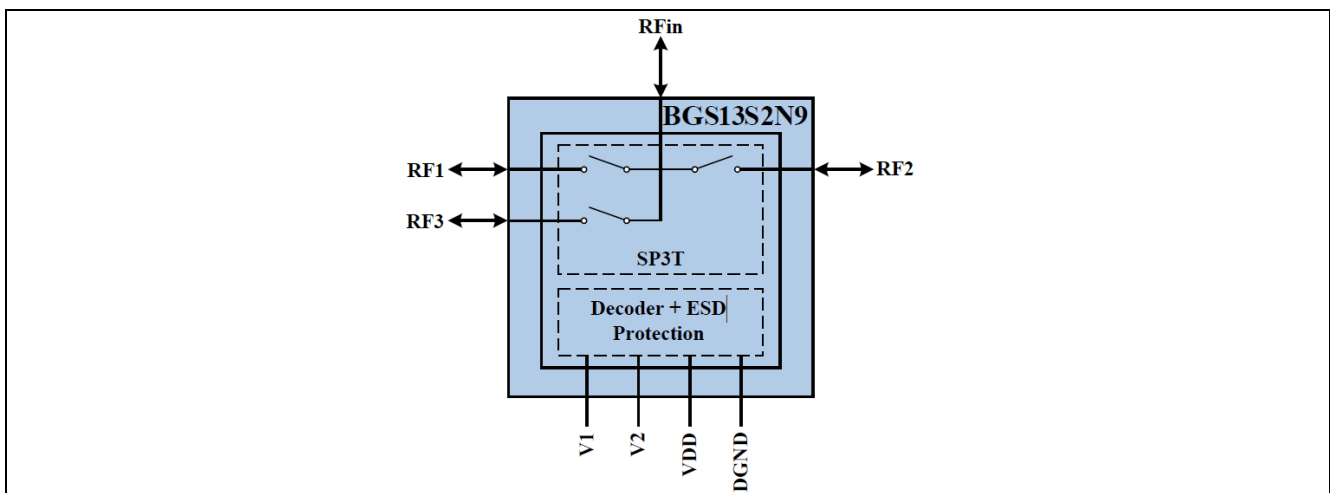 RFin
BGS13S2N9
RF1
RF2
RF3
SP3T
Decoder + ESD
Protection
V1
V2
VDD
DGND